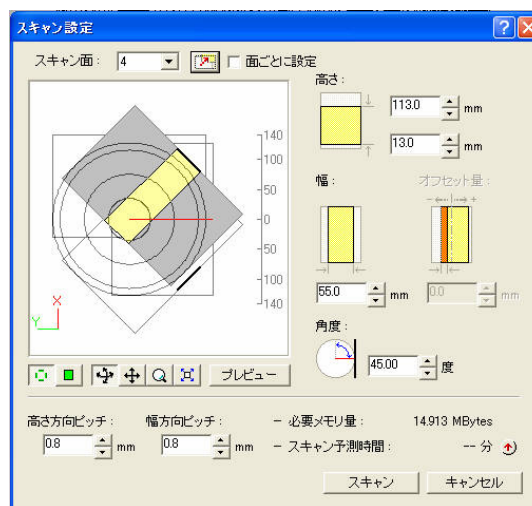 スキャン設定
スキャン面: 4 面ごとに設定
高さ:
113.0 mm
13.0 mm
幅: オフセット量:
- +
55.0 mm 0.0 mm
角度:
45.00 度
140
100
50
0
50
100
140
X
Y
プレビュー
高さ方向ピッチ: 幅方向ピッチ: - 必要メモリ量: 14.913 MBytes
0.8 mm 0.8 mm - スキャン予測時間: -- 分
スキャン キャンセル